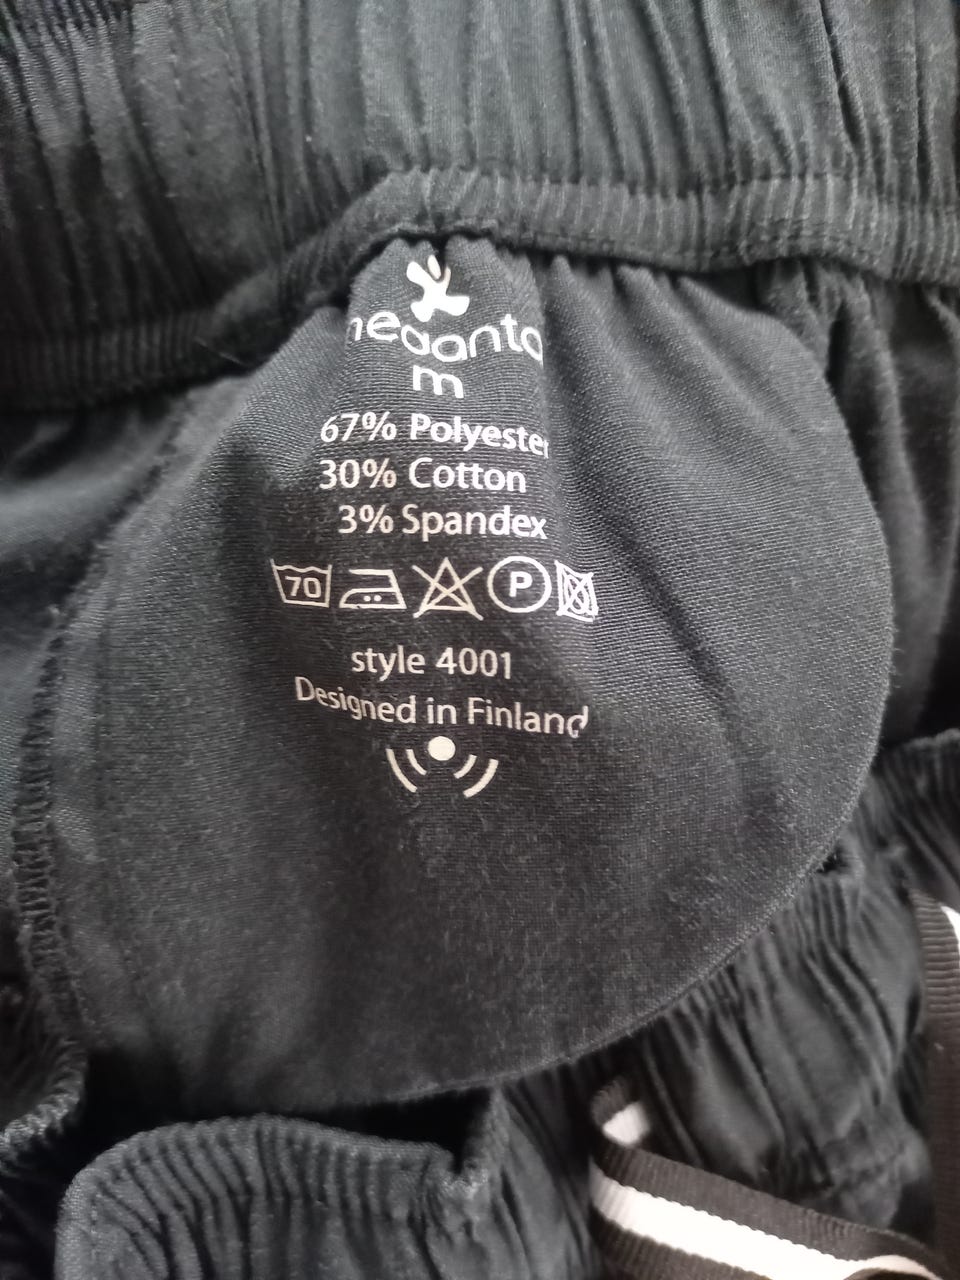 neaanta
m
67% Polyester
30% Cotton
3% Spandex
70 P
style 4001
Designed in Finland